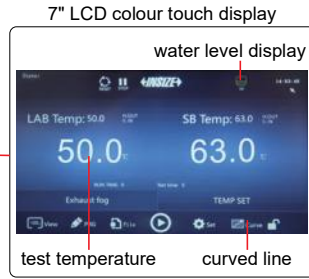 7" LCD colour touch display
water level display
INSIZE
LAB Temp: 50.0
SB Temp: 63.0
50.0
63.0
Exhaust fog
TEMP SET
View
File
Set
Curve
test temperature
curved line